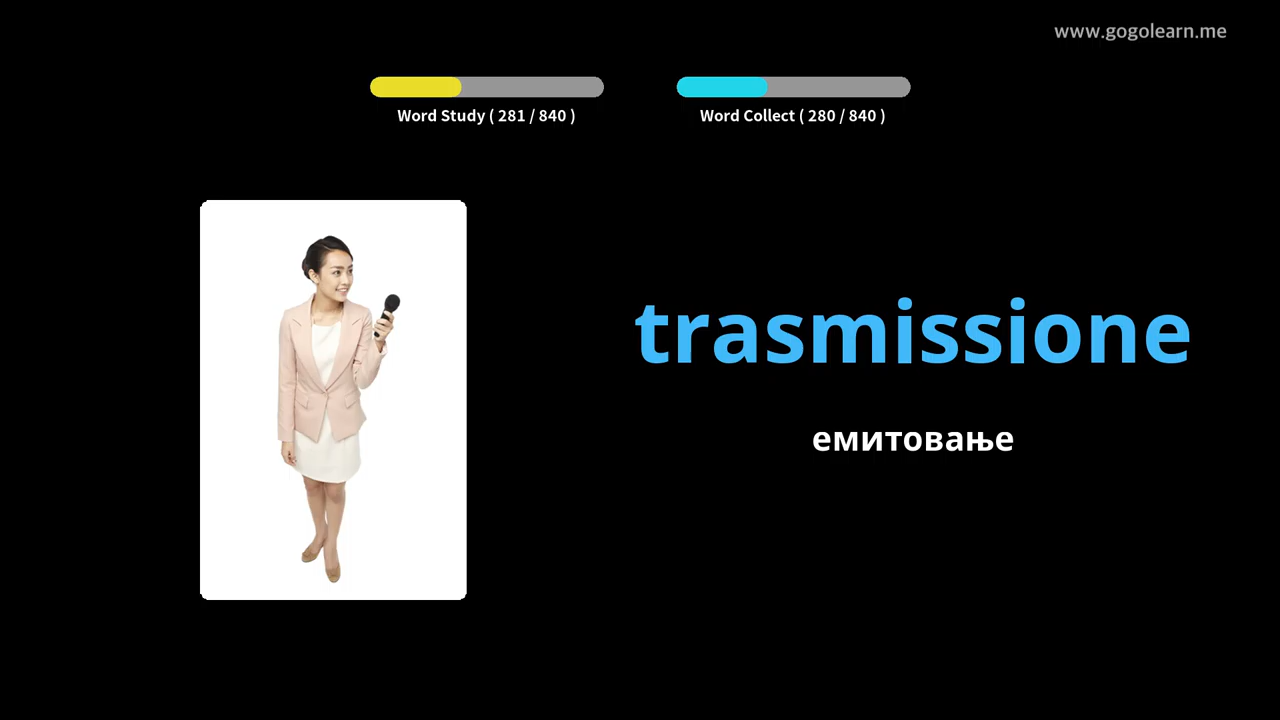 www.gogolearn.me
Word Study ( 281 / 840 )
Word Collect ( 280 / 840 )
trasmissione
емитовање